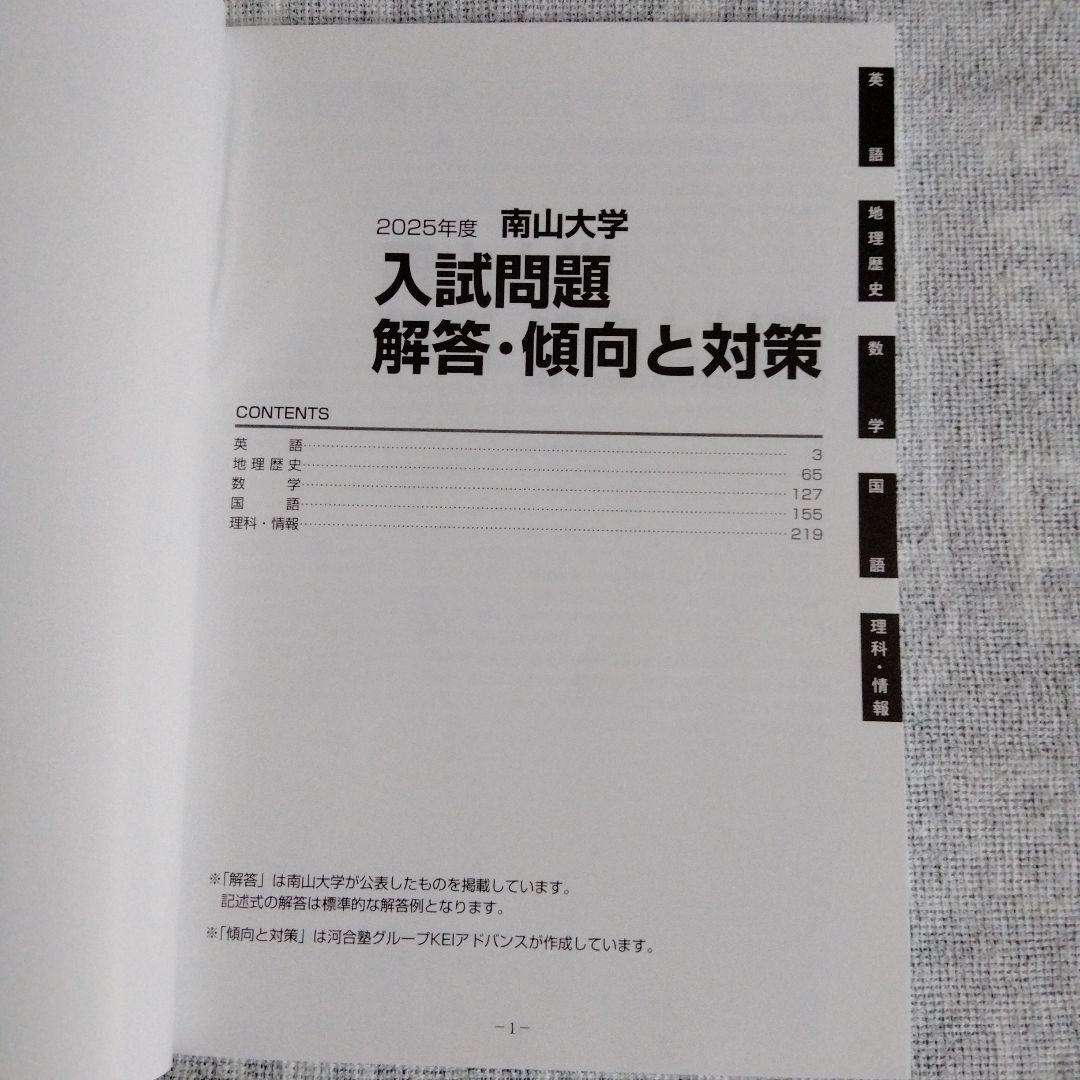 2025年度 南山大学
入試問題
解答・傾向と対策
CONTENTS
英語…3
地理歴史…65
数学…127
国語…155
理科・情報…219
※「解答」は南山大学が公表したものを掲載しています。
記述式の解答は標準的な解答例となります。
※「傾向と対策」は河合塾グループKEIアドバンスが作成しています。
－1－
英語
地理歴史
数学
国語
理科・情報